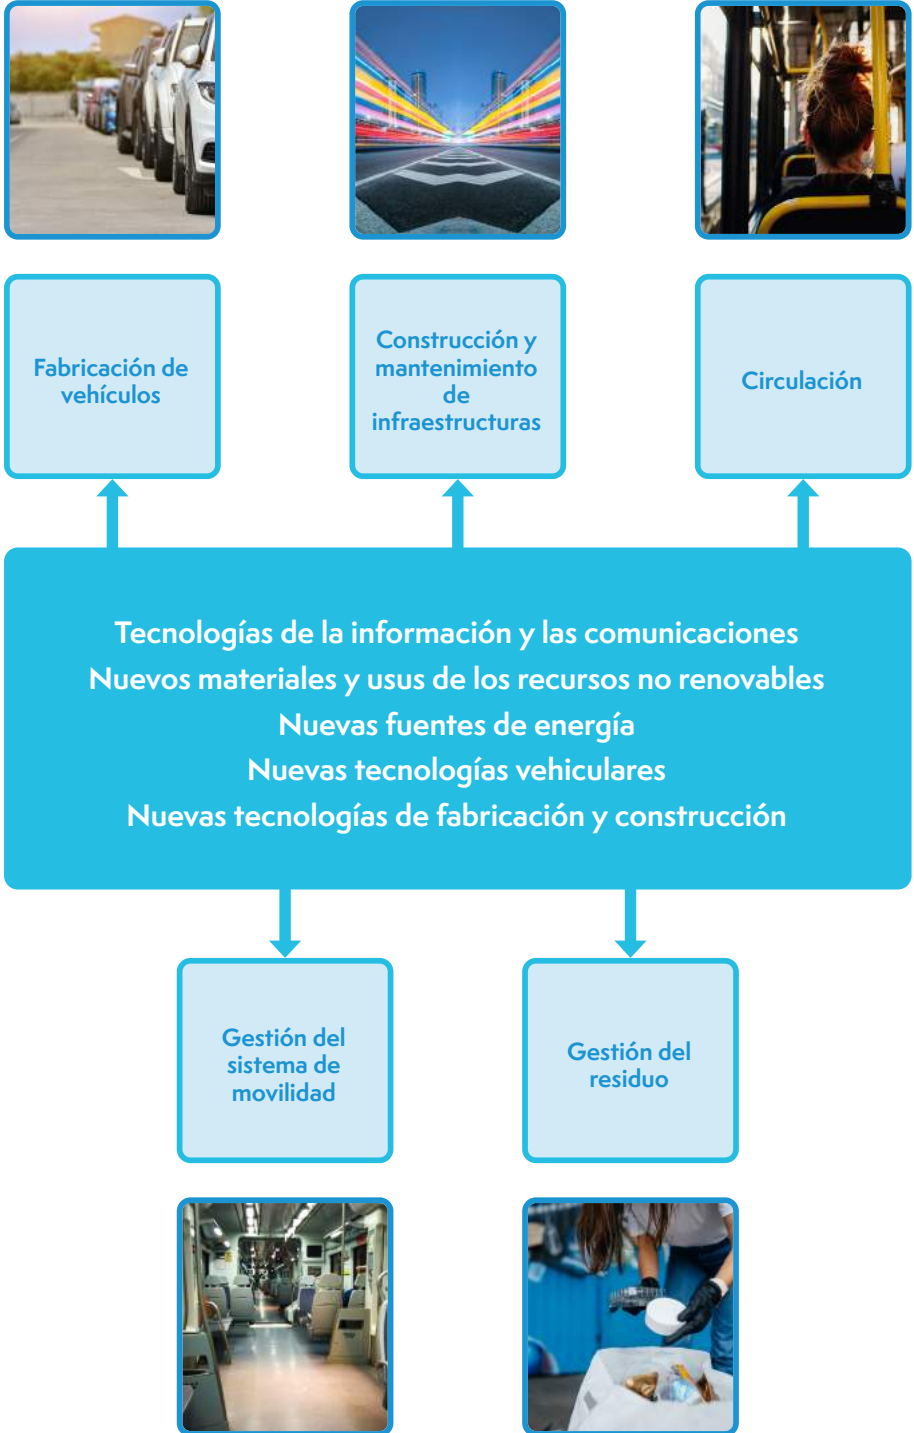 Fabricación de
vehículos
Construcción y
mantenimiento
de
infraestructuras
Circulación
Tecnologías de la información y las comunicaciones
Nuevos materiales y usus de los recursos no renovables
Nuevas fuentes de energía
Nuevas tecnologías vehiculares
Nuevas tecnologías de fabricación y construcción
Gestión del
sistema de
movilidad
Gestión del
residuo